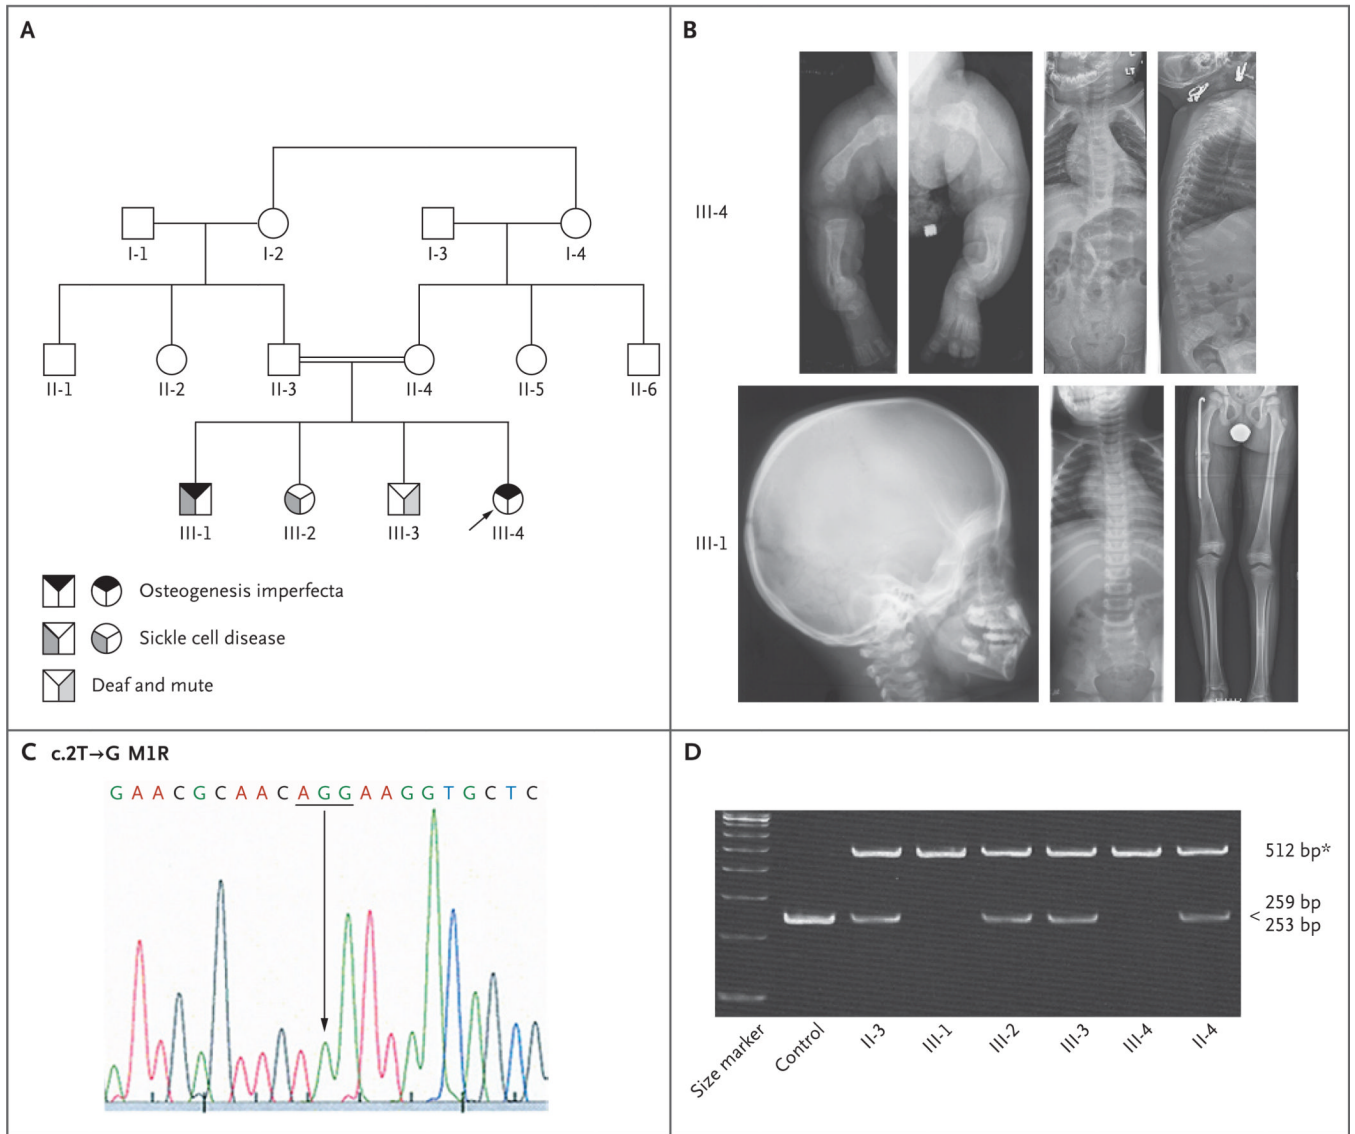 A
I-1
I-2
I-3
I-4
II-1
II-2
II-3
II-4
II-5
II-6
III-1
III-2
III-3
III-4
Osteogenesis imperfecta
Sickle cell disease
Deaf and mute
B
LT
III-4
III-1
C c.2T→G M1R
G A A C G C A A C A G G A A G G T G C T C
D
512 bp*
259 bp
<
253 bp
Size marker
Control
II-3
III-1
III-2
III-3
III-4
II-4